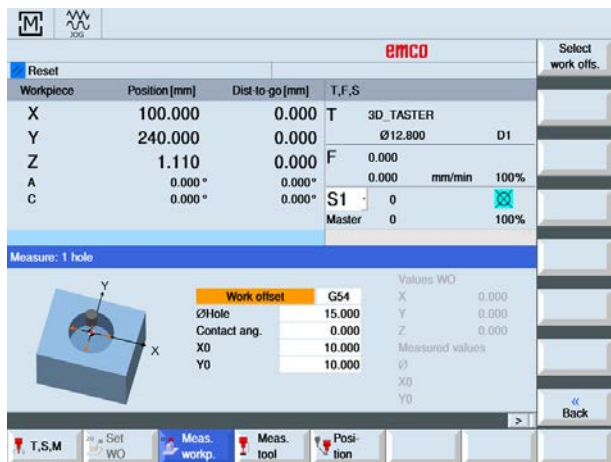 M
JOG
emco
Select
work offs.
Reset
Workpiece Position [mm] Dist-to-go [mm] T,F,S
X 100.000 0.000 T 3D_TASTER
Y 240.000 0.000 Ø12.800 D1
Z 1.110 0.000 F 0.000
0.000 mm/min 100%
A 0.000° 0.000°
C 0.000° 0.000° S1 0
Master 0 100%
Measure: 1 hole
Values WO
Work offset G54 X 0.000
ØHole 15.000 Y 0.000
Contact ang. 0.000 Z 0.000
X0 10.000 Measured values
Y0 10.000 Ø
X0
Y0
Y
X
>
«
Back
T,S,M Set
WO Meas.
workp. Meas.
tool Posi-
tion